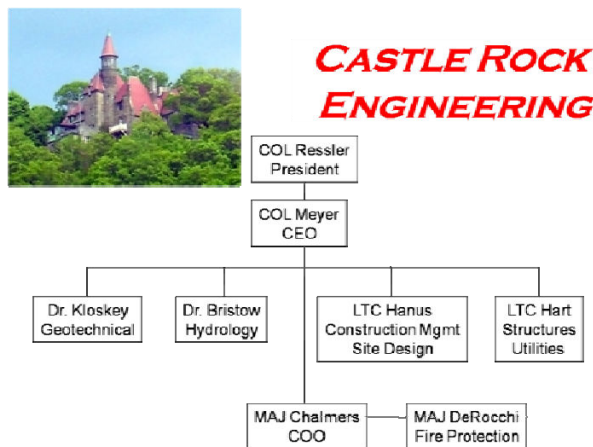 CASTLE ROCK
ENGINEERING
COL Ressler
President
COL Meyer
CEO
Dr. Kloskey
Geotechnical
Dr. Bristow
Hydrology
LTC Hanus
Construction Mgmt
Site Design
LTC Hart
Structures
Utilities
MAJ Chalmers
COO
MAJ DeRocchi
Fire Protection